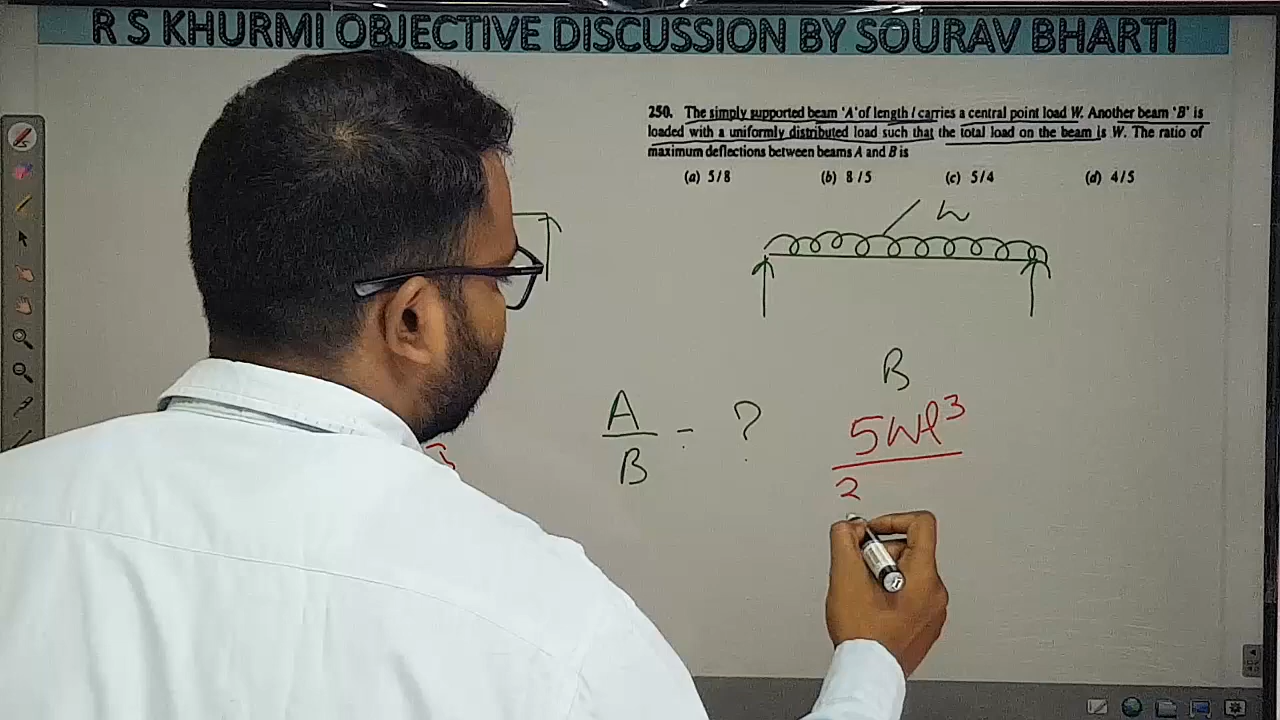 R S KHURMI OBJECTIVE DISCUSSION BY SOURAV BHARTI
250. The simply supported beam 'A' of length l carries a central point load W. Another beam 'B' is
loaded with a uniformly distributed load such that the total load on the beam is W. The ratio of
maximum deflections between beams A and B is
(a) 5/8 (b) 8/5 (c) 5/4 (d) 4/5
W
B
A
B
= ?
5Wl³
2